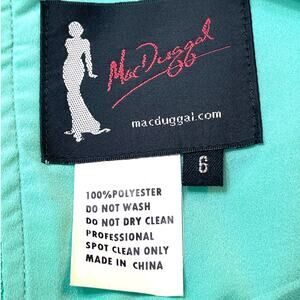 MacDuggal
macduggal.com
6
100%POLYESTER
DO NOT WASH
DO NOT DRY CLEAN
PROFESSIONAL
SPOT CLEAN ONLY
MADE IN CHINA